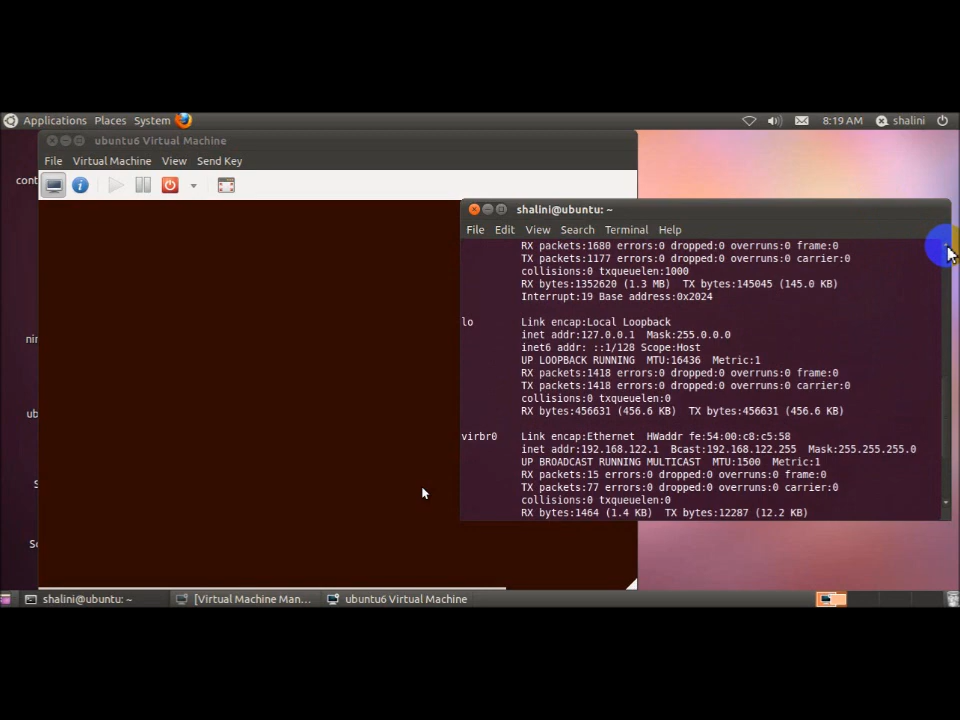 Applications Places System 8:19 AM shalini
ubuntu6 Virtual Machine
cont
File Virtual Machine View Send Key
shalini@ubuntu: ~
File Edit View Search Terminal Help
RX packets:1680 errors:0 dropped:0 overruns:0 frame:0
TX packets:1177 errors:0 dropped:0 overruns:0 carrier:0
collisions:0 txqueuelen:1000
RX bytes:1352620 (1.3 MB) TX bytes:145045 (145.0 KB)
Interrupt:19 Base address:0x2024
lo Link encap:Local Loopback
inet addr:127.0.0.1 Mask:255.0.0.0
nin
inet6 addr: ::1/128 Scope:Host
UP LOOPBACK RUNNING MTU:16436 Metric:1
RX packets:1418 errors:0 dropped:0 overruns:0 frame:0
TX packets:1418 errors:0 dropped:0 overruns:0 carrier:0
collisions:0 txqueuelen:0
ub
RX bytes:456631 (456.6 KB) TX bytes:456631 (456.6 KB)
virbr0 Link encap:Ethernet HWaddr fe:54:00:c8:c5:58
inet addr:192.168.122.1 Bcast:192.168.122.255 Mask:255.255.255.0
UP BROADCAST RUNNING MULTICAST MTU:1500 Metric:1
RX packets:15 errors:0 dropped:0 overruns:0 frame:0
S
TX packets:77 errors:0 dropped:0 overruns:0 carrier:0
collisions:0 txqueuelen:0
RX bytes:1464 (1.4 KB) TX bytes:12287 (12.2 KB)
Sc
shalini@ubuntu: ~ [Virtual Machine Man... ubuntu6 Virtual Machine